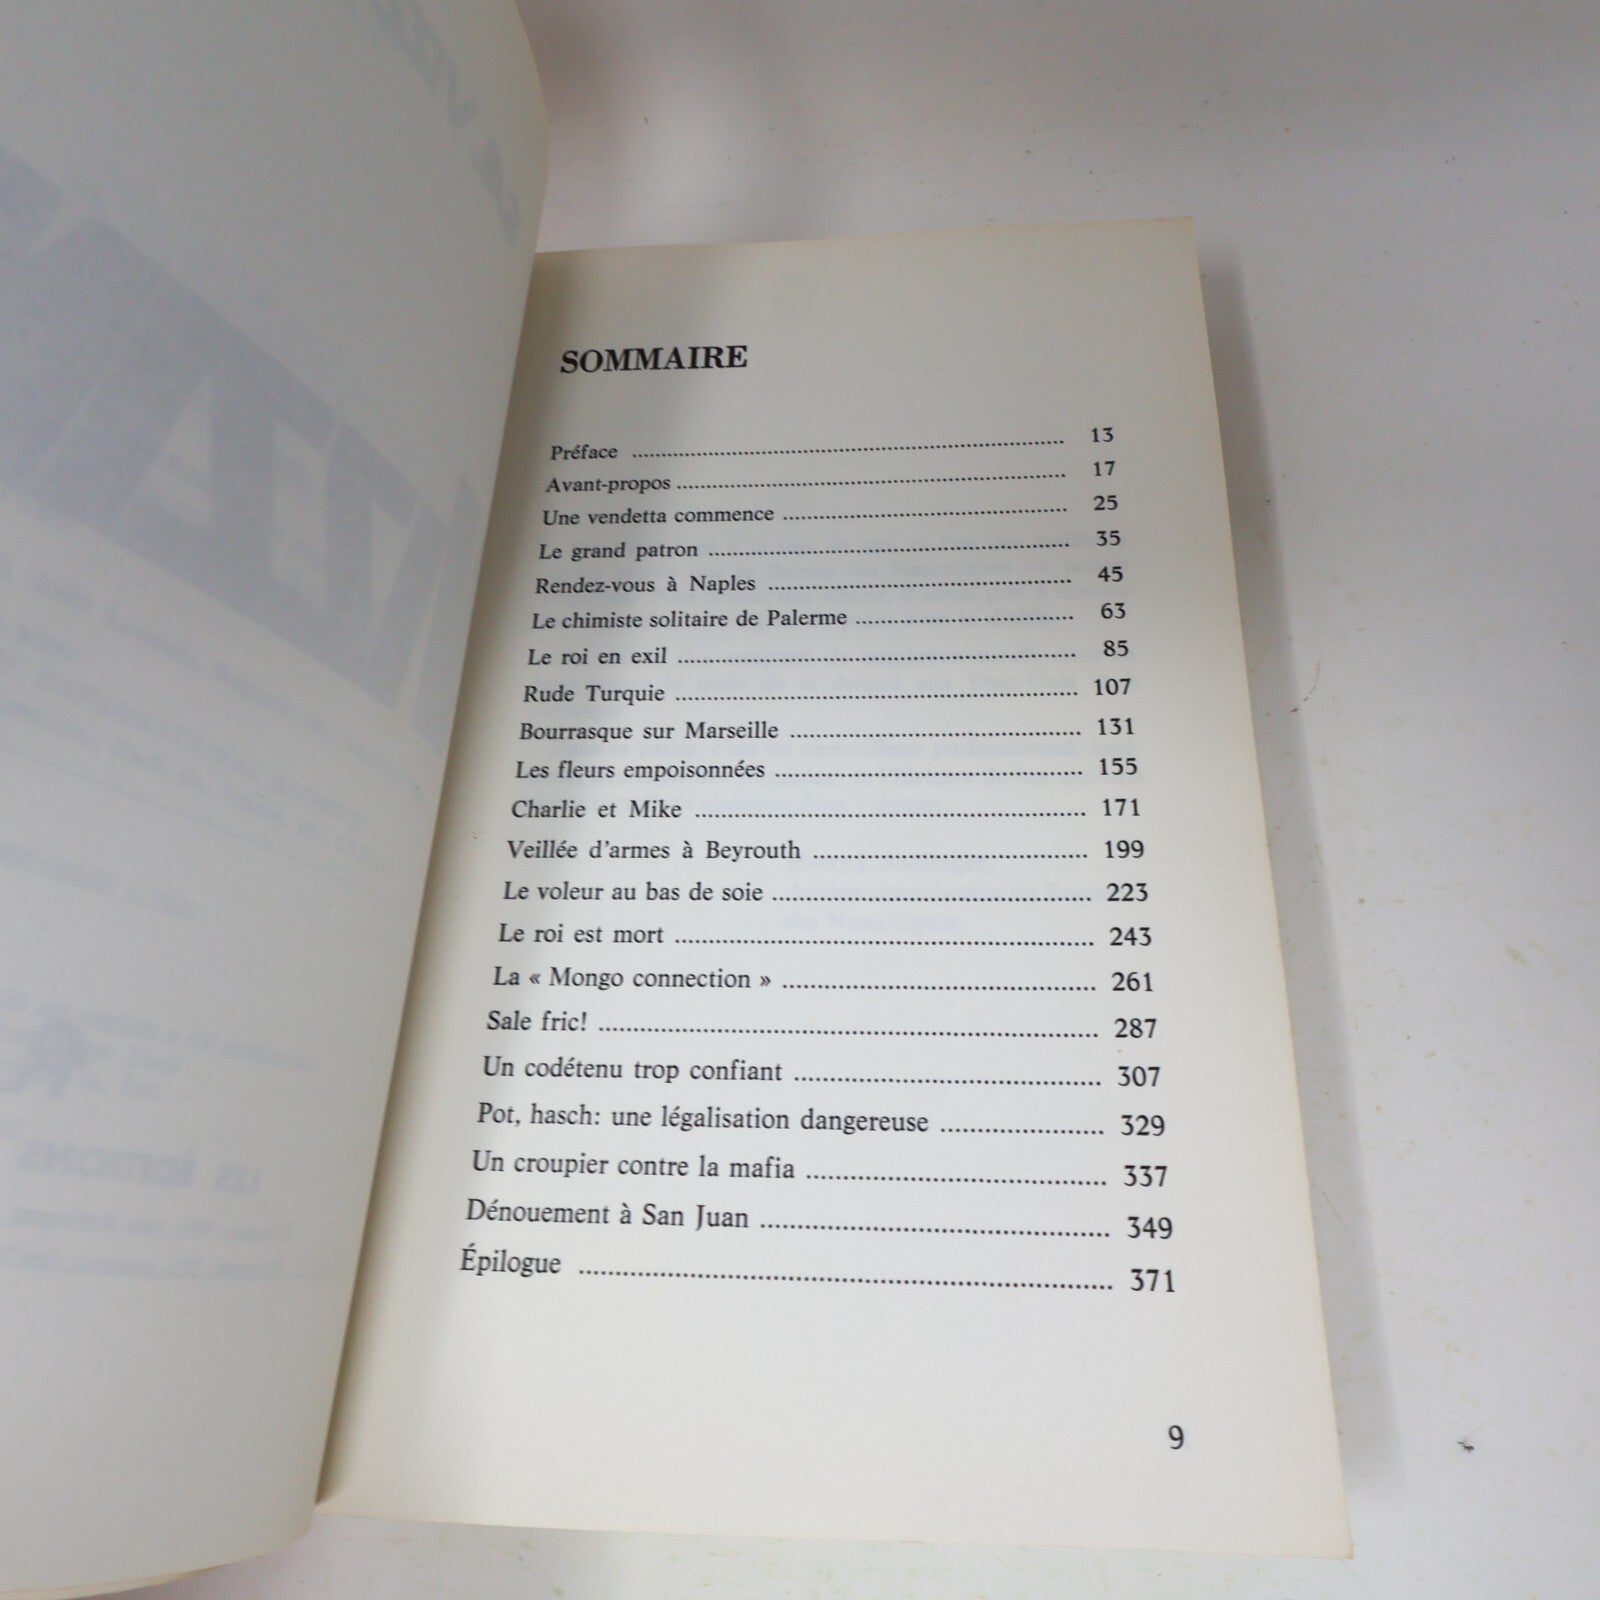 SOMMAIRE
Préface ........ 13
Avant-propos ........ 17
Une vendetta commence ........ 25
Le grand patron ........ 35
Rendez-vous à Naples ........ 45
Le chimiste solitaire de Palerme ........ 63
Le roi en exil ........ 85
Rude Turquie ........ 107
Bourrasque sur Marseille ........ 131
Les fleurs empoisonnées ........ 155
Charlie et Mike ........ 171
Veillée d'armes à Beyrouth ........ 199
Le voleur au bas de soie ........ 223
Le roi est mort ........ 243
La « Mongo connection » ........ 261
Sale fric! ........ 287
Un codétenu trop confiant ........ 307
Pot, hasch: une légalisation dangereuse ........ 329
Un croupier contre la mafia ........ 337
Dénouement à San Juan ........ 349
Épilogue ........ 371
9